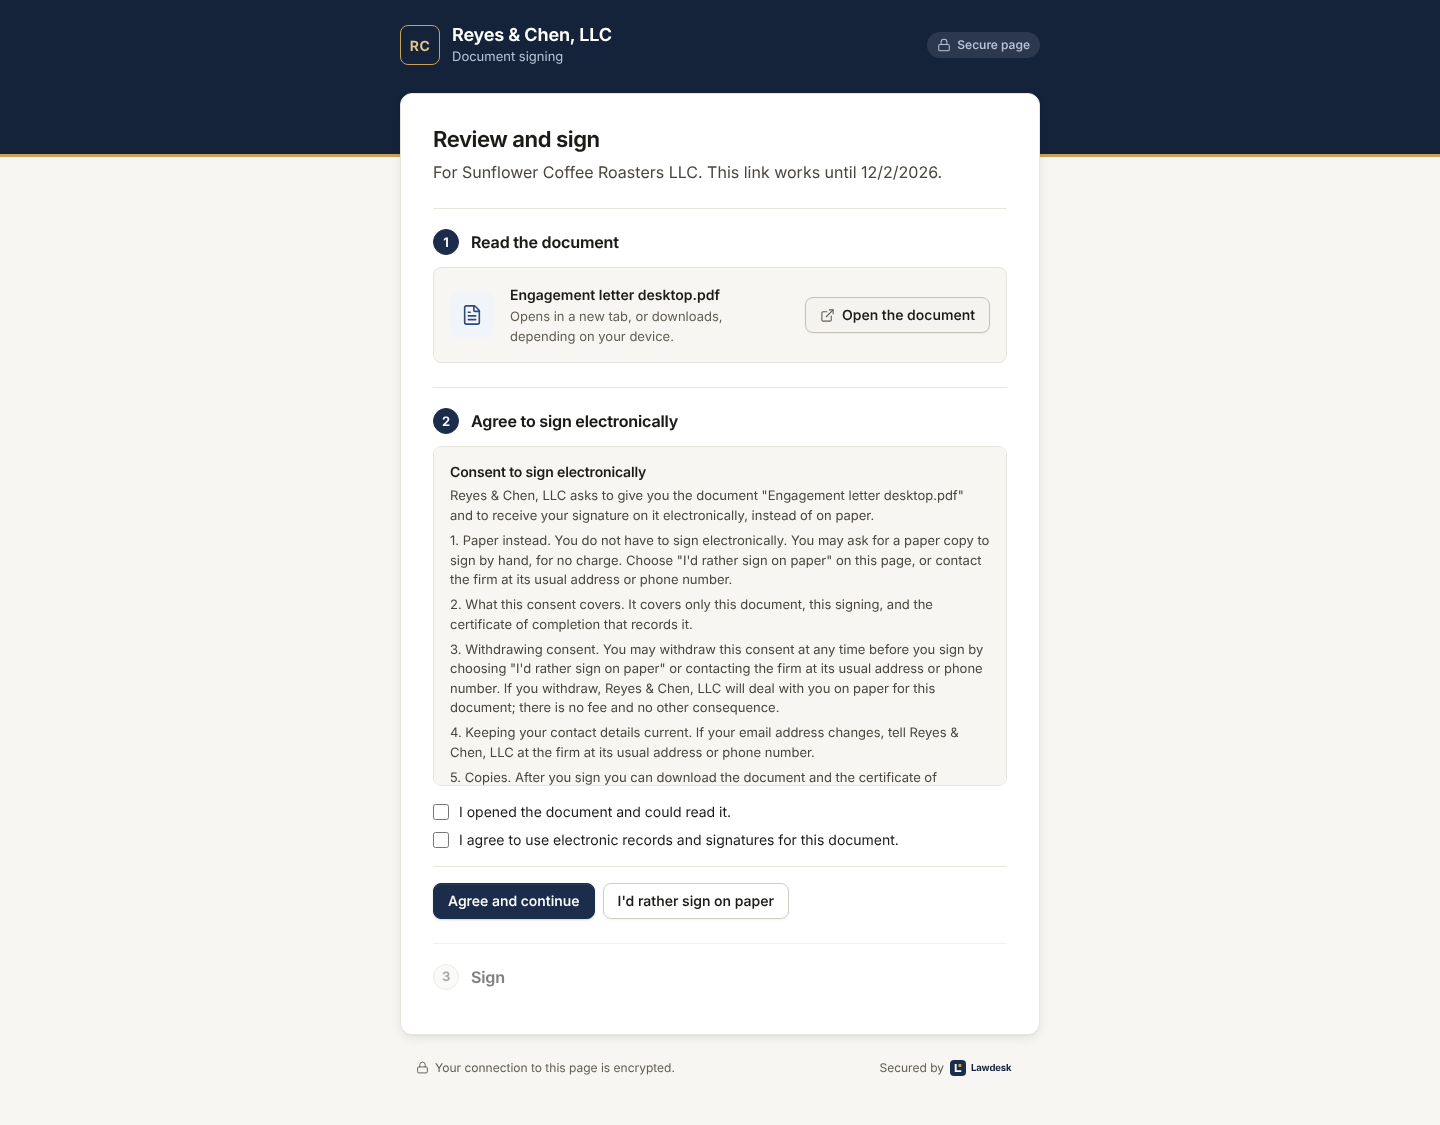 RC
Reyes & Chen, LLC
Document signing
Secure page
Review and sign
For Sunflower Coffee Roasters LLC. This link works until 12/2/2026.
1
Read the document
Engagement letter desktop.pdf
Opens in a new tab, or downloads,
depending on your device.
Open the document
2
Agree to sign electronically
Consent to sign electronically
Reyes & Chen, LLC asks to give you the document "Engagement letter desktop.pdf"
and to receive your signature on it electronically, instead of on paper.
1. Paper instead. You do not have to sign electronically. You may ask for a paper copy to
sign by hand, for no charge. Choose "I'd rather sign on paper" on this page, or contact
the firm at its usual address or phone number.
2. What this consent covers. It covers only this document, this signing, and the
certificate of completion that records it.
3. Withdrawing consent. You may withdraw this consent at any time before you sign by
choosing "I'd rather sign on paper" or contacting the firm at its usual address or phone
number. If you withdraw, Reyes & Chen, LLC will deal with you on paper for this
document; there is no fee and no other consequence.
4. Keeping your contact details current. If your email address changes, tell Reyes &
Chen, LLC at the firm at its usual address or phone number.
5. Copies. After you sign you can download the document and the certificate of
I opened the document and could read it.
I agree to use electronic records and signatures for this document.
Agree and continue
I'd rather sign on paper
3
Sign
Your connection to this page is encrypted.
Secured by
L
Lawdesk